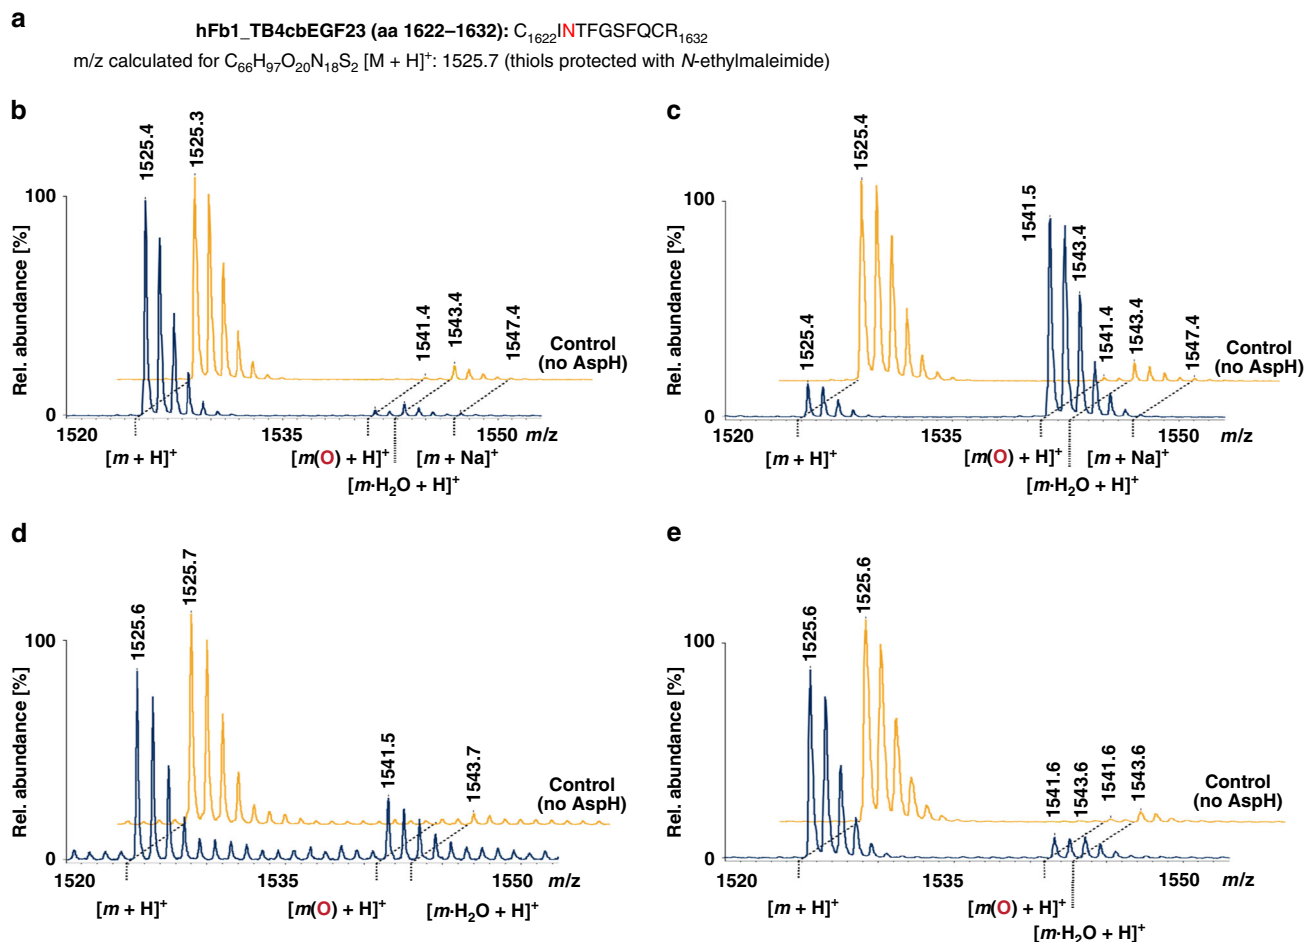 a
hFb1_TB4cbEGF23 (aa 1622–1632): C₁₆₂₂INTFGSFQCR₁₆₃₂
m/z calculated for C₆₆H₉₇O₂₀N₁₈S₂ [M + H]⁺: 1525.7 (thiols protected with N-ethylmaleimide)
b
Rel. abundance [%]
100
0
1525.4
1525.3
1541.4
1543.4
1547.4
Control
(no AspH)
1520
1535
1550
m/z
[m + H]⁺
[m(O) + H]⁺
[m + Na]⁺
[m·H₂O + H]⁺
c
Rel. abundance [%]
100
0
1525.4
1525.4
1541.5
1543.4
1541.4
1543.4
1547.4
Control
(no AspH)
1520
1535
1550
m/z
[m + H]⁺
[m(O) + H]⁺
[m + Na]⁺
[m·H₂O + H]⁺
d
Rel. abundance [%]
100
0
1525.6
1525.7
1541.5
1543.7
Control
(no AspH)
1520
1535
1550
m/z
[m + H]⁺
[m(O) + H]⁺
[m·H₂O + H]⁺
e
Rel. abundance [%]
100
0
1525.6
1525.6
1541.6
1543.6
1541.6
1543.6
Control
(no AspH)
1520
1535
1550
m/z
[m + H]⁺
[m(O) + H]⁺
[m·H₂O + H]⁺